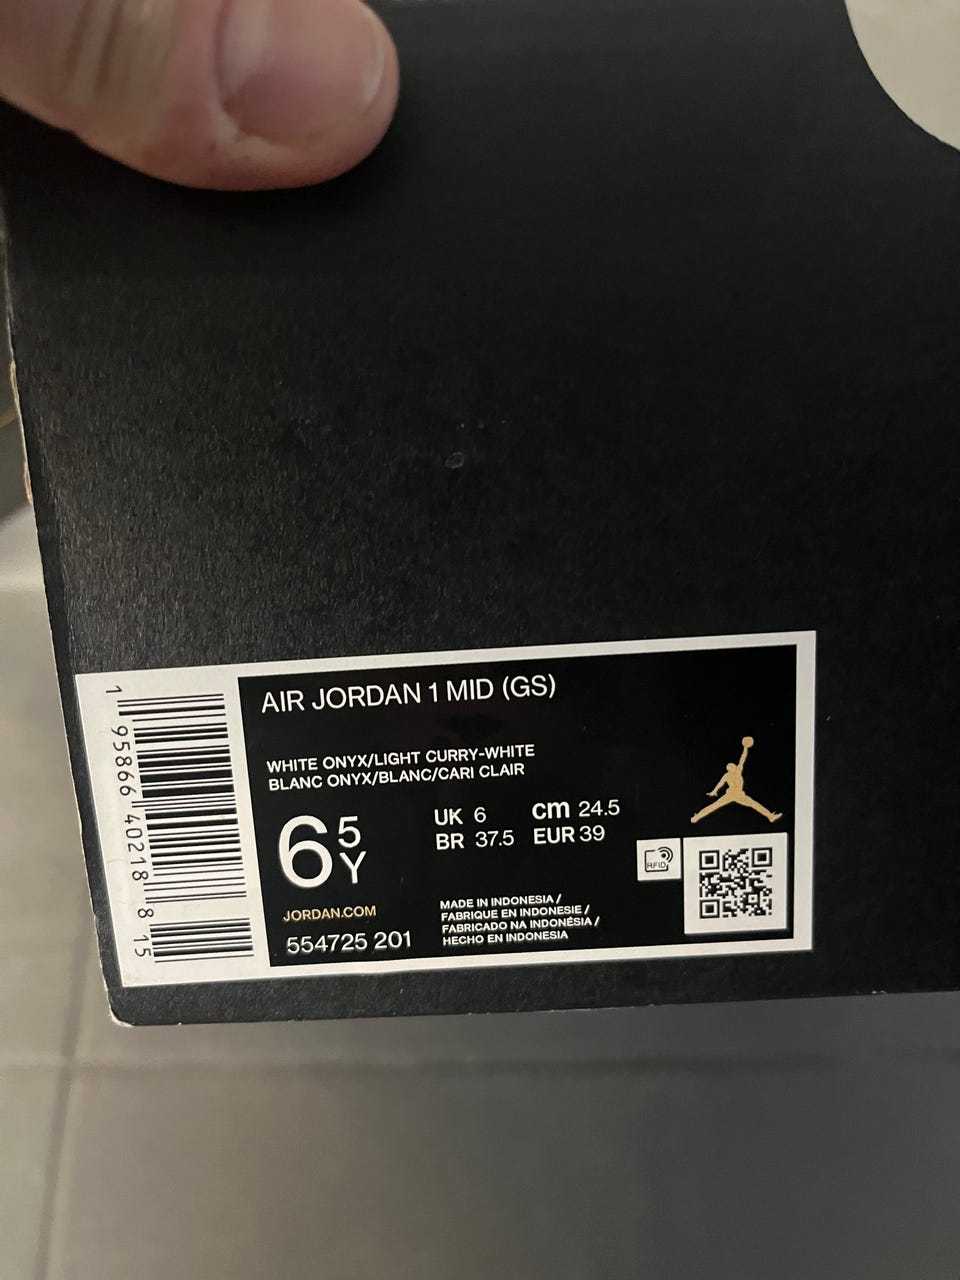 AIR JORDAN 1 MID (GS)
WHITE ONYX/LIGHT CURRY-WHITE
BLANC ONYX/BLANC/CARI CLAIR
6 5 Y
UK 6 cm 24.5
BR 37.5 EUR 39
RFID
JORDAN.COM
554725 201
MADE IN INDONESIA /
FABRIQUE EN INDONESIE /
FABRICADO NA INDONÉSIA /
HECHO EN INDONESIA
1 95866 40218 8 15